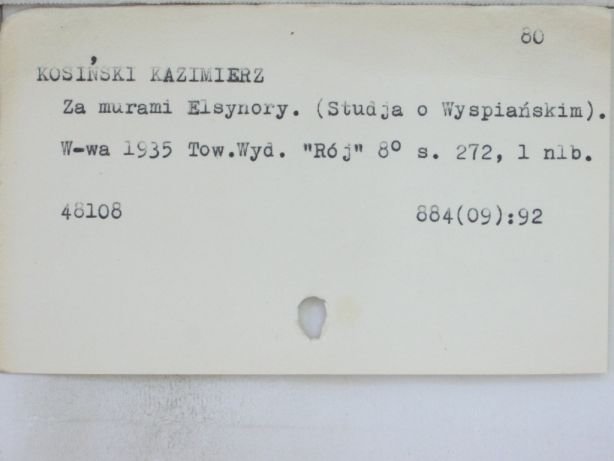 80
KOSIŃSKI KAZIMIERZ
Za murami Elsynory. (Studja o Wyspiańskim).
W-wa 1935 Tow.Wyd. "Rój" 8º s. 272, 1 nlb.
48108 884(09):92